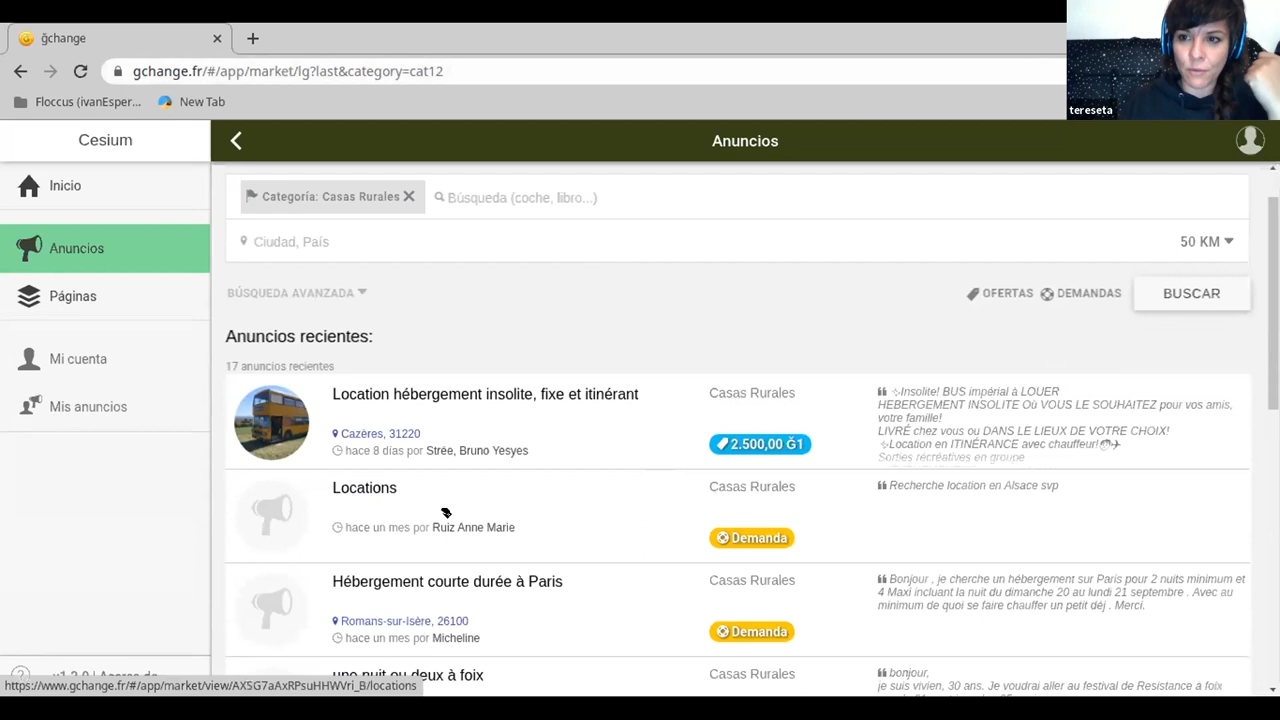 ğchange
gchange.fr/#/app/market/lg?last&category=cat12
Floccus (ivanEsper...
New Tab
tereseta
Cesium
Anuncios
Inicio
Anuncios
Páginas
Mi cuenta
Mis anuncios
Categoría: Casas Rurales
Búsqueda (coche, libro...)
Ciudad, País
50 KM
BÚSQUEDA AVANZADA
OFERTAS
DEMANDAS
BUSCAR
Anuncios recientes:
17 anuncios recientes
Location hébergement insolite, fixe et itinérant
Cazères, 31220
hace 8 días por Strée, Bruno Yesyes
Casas Rurales
2.500,00 Ğ1
✨Insolite! BUS impérial à LOUER
HEBERGEMENT INSOLITE Où VOUS LE SOUHAITEZ pour vos amis,
votre famille!
LIVRÉ chez vous ou DANS LE LIEUX DE VOTRE CHOIX!
✨Location en ITINÉRANCE avec chauffeur!
Sorties récréatives en groupe
Locations
hace un mes por Ruiz Anne Marie
Casas Rurales
Demanda
Recherche location en Alsace svp
Hébergement courte durée à Paris
Romans-sur-Isère, 26100
hace un mes por Micheline
Casas Rurales
Demanda
Bonjour , je cherche un hébergement sur Paris pour 2 nuits minimum et
4 Maxi incluant la nuit du dimanche 20 au lundi 21 septembre . Avec au
minimum de quoi se faire chauffer un petit déj . Merci.
une nuit ou deux à foix
Casas Rurales
bonjour,
je suis vivien, 30 ans. Je voudrai aller au festival de Resistance à foix
https://www.gchange.fr/#/app/market/view/AXSG7aAxRPsuHHWVri_B/locations